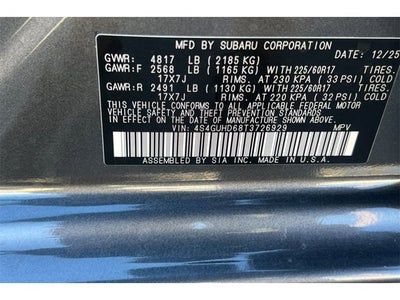 MFD. BY SUBARU CORPORATION 12/25
GVWR: 4817 LB (2185 KG)
GAWR:F 2568 LB (1165 KG) WITH 225/60R17 TIRES.
17X7J RIMS. AT 230 KPA (33 PSI) COLD
GAWR:R 2491 LB (1130 KG) WITH 225/60R17 TIRES.
17X7J RIMS. AT 220 KPA (32 PSI) COLD
THIS VEHICLE CONFORMS TO ALL APPLICABLE FEDERAL MOTOR
VEHICLE SAFETY AND THEFT PREVENTION STANDARDS
IN EFFECT ON THE DATE OF MANUFACTURE SHOWN ABOVE.
VIN: 4S4GUHD68T3726929 MPV
ASSEMBLED BY SIA INC. MADE IN U.S.A.